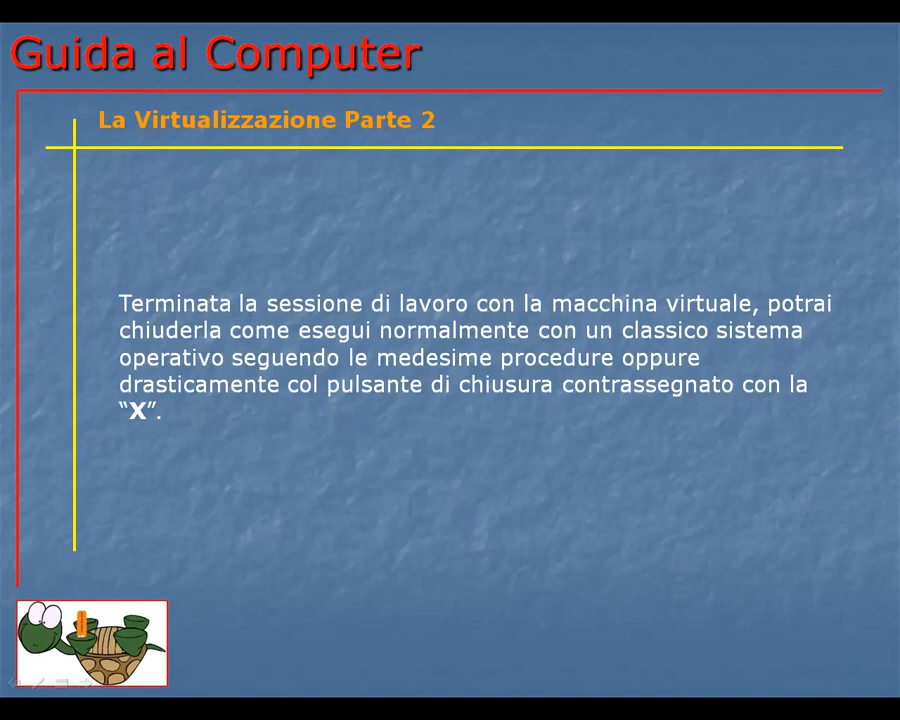 Guida al Computer
La Virtualizzazione Parte 2
Terminata la sessione di lavoro con la macchina virtuale, potrai
chiuderla come esegui normalmente con un classico sistema
operativo seguendo le medesime procedure oppure
drasticamente col pulsante di chiusura contrassegnato con la
“X”.